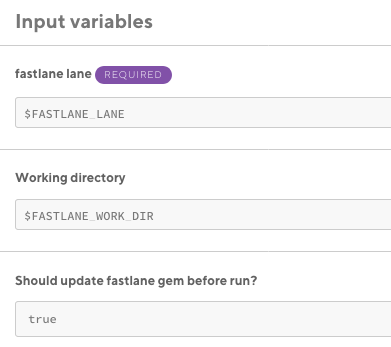 Input variables
fastlane lane REQUIRED
$FASTLANE_LANE
Working directory
$FASTLANE_WORK_DIR
Should update fastlane gem before run?
true